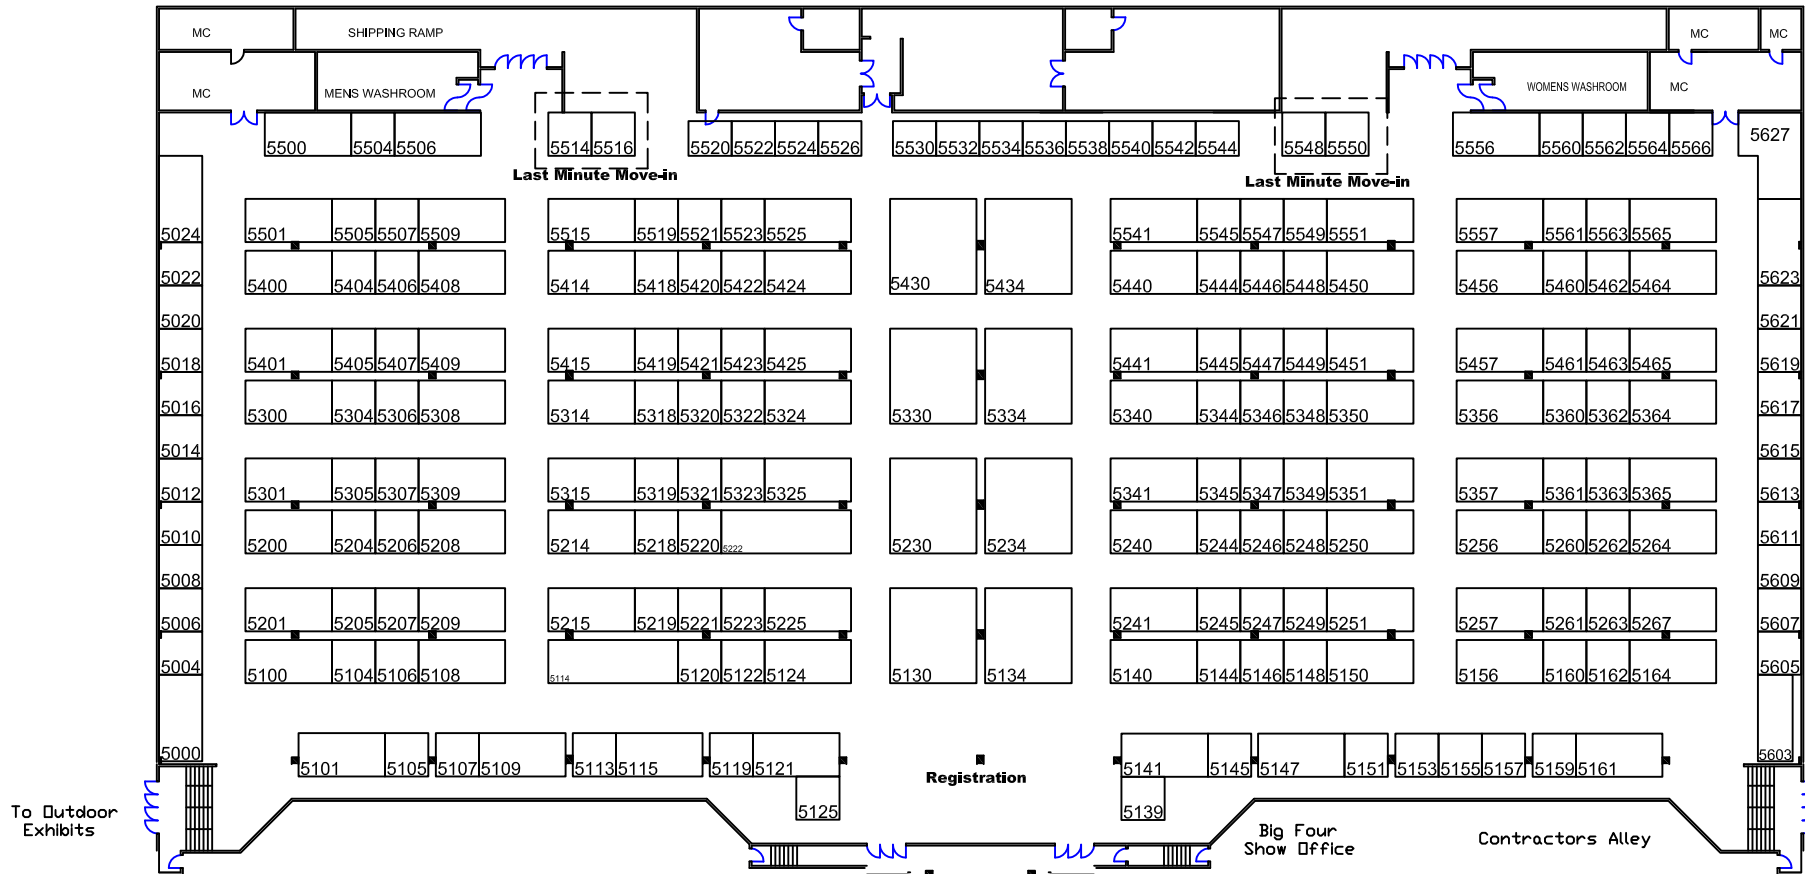 MC SHIPPING RAMP MC MC
MC MENS WASHROOM WOMENS WASHROOM MC
5500 5504 5506 5514 5516 5520 5522 5524 5526 5530 5532 5534 5536 5538 5540 5542 5544 5548 5550 5556 5560 5562 5564 5566 5627
Last Minute Move-in Last Minute Move-in
5024 5501 5505 5507 5509 5515 5519 5521 5523 5525 5541 5545 5547 5549 5551 5557 5561 5563 5565
5022 5400 5404 5406 5408 5414 5418 5420 5422 5424 5430 5434 5440 5444 5446 5448 5450 5456 5460 5462 5464 5623
5020 5621
5018 5401 5405 5407 5409 5415 5419 5421 5423 5425 5441 5445 5447 5449 5451 5457 5461 5463 5465 5619
5016 5300 5304 5306 5308 5314 5318 5320 5322 5324 5330 5334 5340 5344 5346 5348 5350 5356 5360 5362 5364 5617
5014 5615
5012 5301 5305 5307 5309 5315 5319 5321 5323 5325 5341 5345 5347 5349 5351 5357 5361 5363 5365 5613
5010 5200 5204 5206 5208 5214 5218 5220 5222 5230 5234 5240 5244 5246 5248 5250 5256 5260 5262 5264 5611
5008 5609
5006 5201 5205 5207 5209 5215 5219 5221 5223 5225 5241 5245 5247 5249 5251 5257 5261 5263 5267 5607
5004 5100 5104 5106 5108 5114 5120 5122 5124 5130 5134 5140 5144 5146 5148 5150 5156 5160 5162 5164 5605
5000 5603
5101 5105 5107 5109 5113 5115 5119 5121 Registration 5141 5145 5147 5151 5153 5155 5157 5159 5161
5125 5139
To Outdoor
Exhibits
Big Four
Show Office
Contractors Alley